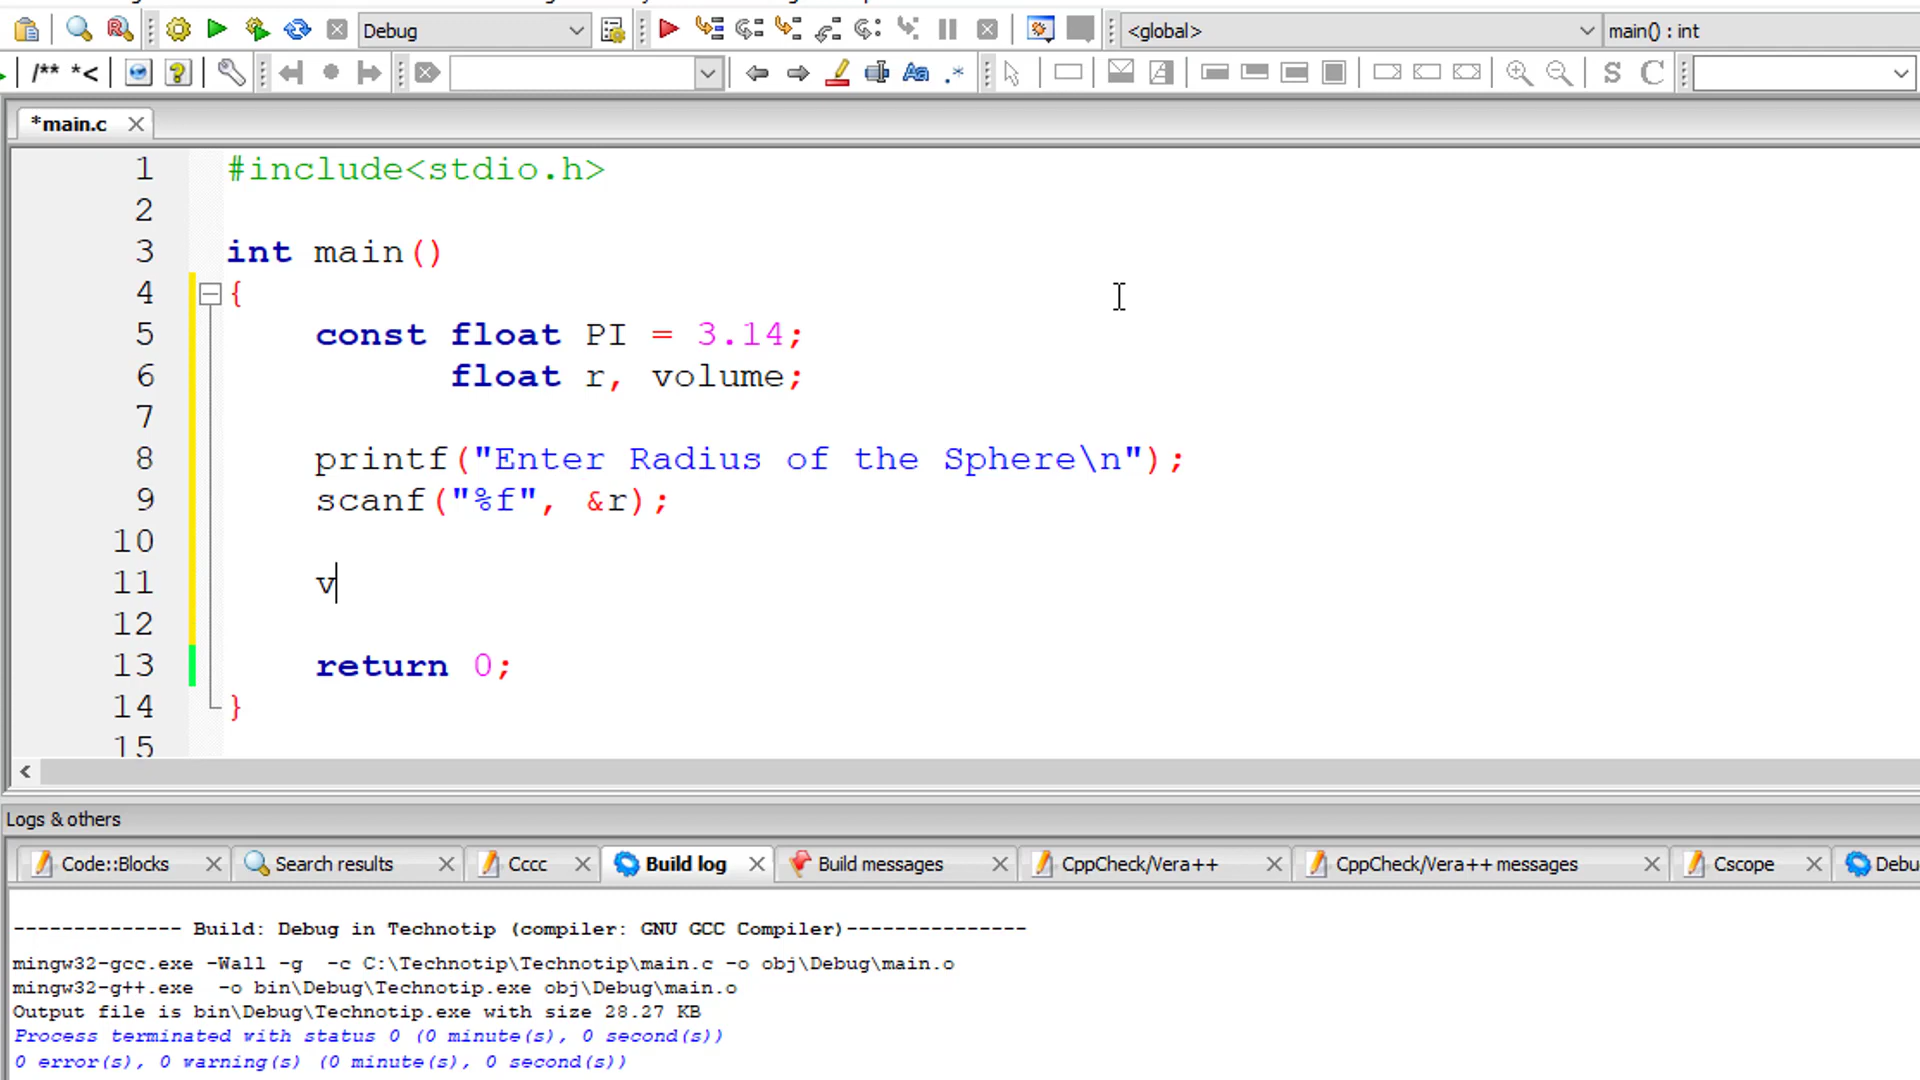 Debug
<global>
main() : int
/** *<
Aa
.*
S
C
*main.c
1 #include<stdio.h>
2
3 int main()
4 {
5 const float PI = 3.14;
6 float r, volume;
7
8 printf("Enter Radius of the Sphere\n");
9 scanf("%f", &r);
10
11 v
12
13 return 0;
14 }
15
Logs & others
Code::Blocks
Search results
Cccc
Build log
Build messages
CppCheck/Vera++
CppCheck/Vera++ messages
Cscope
Debu
-------------- Build: Debug in Technotip (compiler: GNU GCC Compiler)---------------
mingw32-gcc.exe -Wall -g -c C:\Technotip\Technotip\main.c -o obj\Debug\main.o
mingw32-g++.exe -o bin\Debug\Technotip.exe obj\Debug\main.o
Output file is bin\Debug\Technotip.exe with size 28.27 KB
Process terminated with status 0 (0 minute(s), 0 second(s))
0 error(s), 0 warning(s) (0 minute(s), 0 second(s))